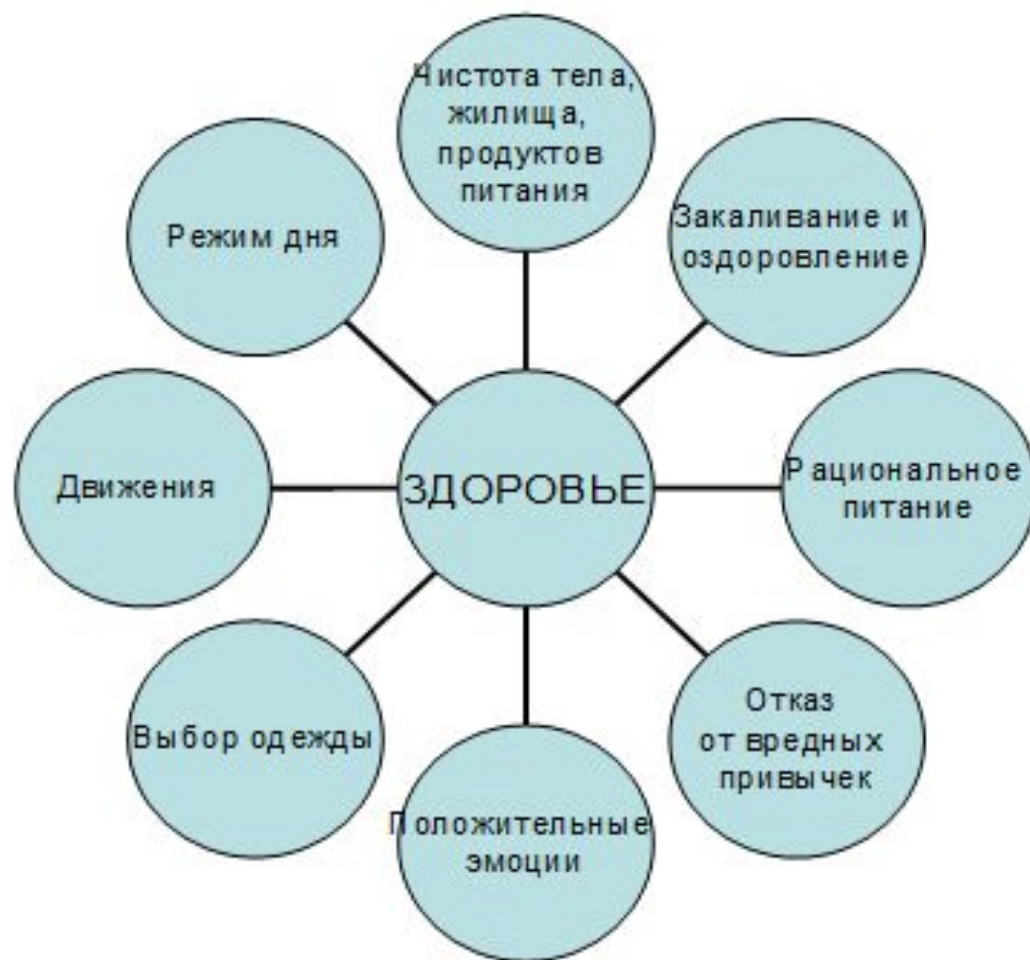 Чистота тела,
жилища,
продуктов
питания
Закаливание и
оздоровление
Режим дня
Движения
ЗДОРОВЬЕ
Рациональное
питание
Выбор одежды
Отказ
от вредных
привычек
Положительные
эмоции